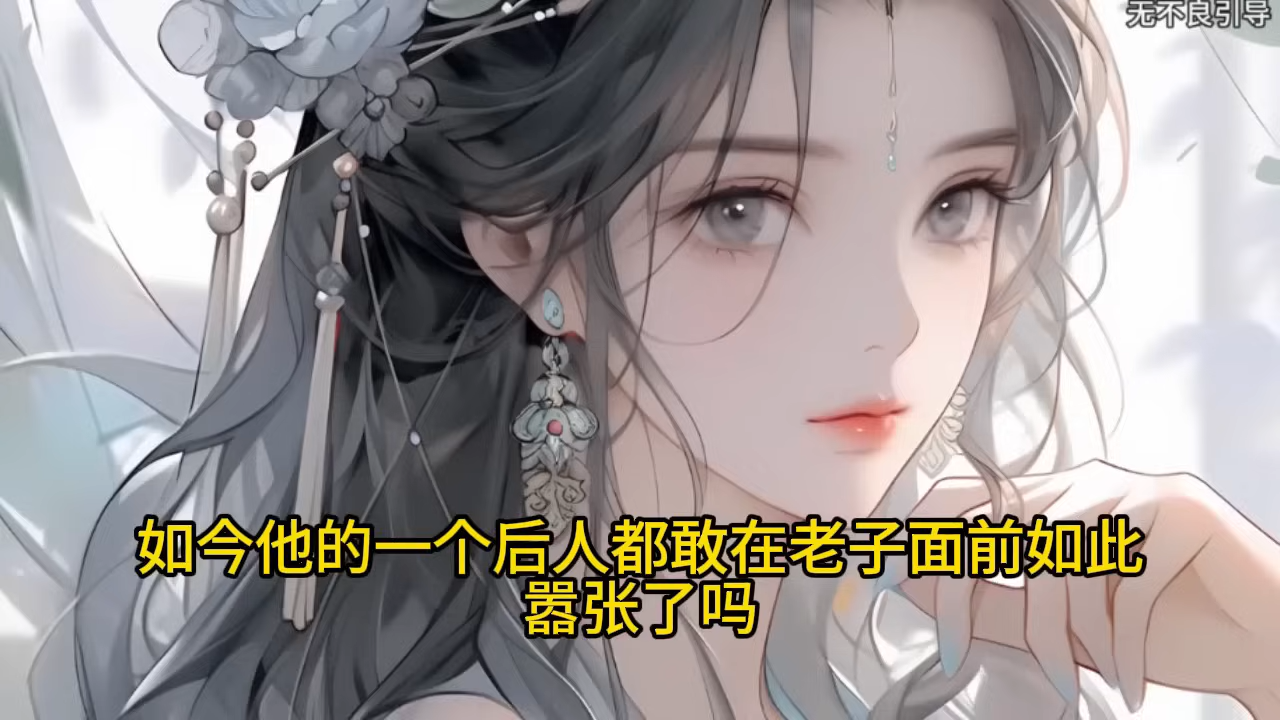 无不良引导
如今他的一个后人都敢在老子面前如此
嚣张了吗